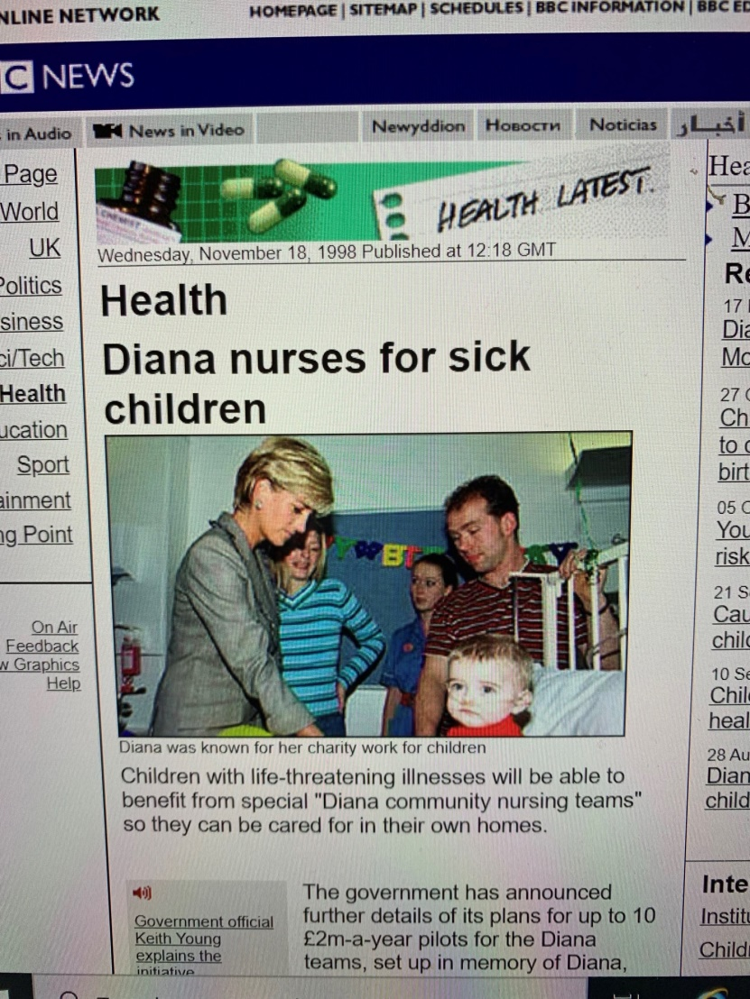 NLINE NETWORK
HOMEPAGE | SITEMAP | SCHEDULES | BBC INFORMATION | BBC ED
C NEWS
in Audio
News in Video
Newyddion
Новости
Noticias
أخبار
Page
World
UK
Politics
siness
ci/Tech
Health
ucation
Sport
ainment
ng Point
On Air
Feedback
w Graphics
Help
HEALTH LATEST.
Wednesday, November 18, 1998 Published at 12:18 GMT
Health
Diana nurses for sick
children
Diana was known for her charity work for children
Children with life-threatening illnesses will be able to
benefit from special "Diana community nursing teams"
so they can be cared for in their own homes.
Government official
Keith Young
explains the
initiative
The government has announced
further details of its plans for up to 10
£2m-a-year pilots for the Diana
teams, set up in memory of Diana,
Hea
B
M
Re
17
Dia
Mo
27
Ch
to
birt
05
You
risk
21 S
Cau
chil
10 Se
Chil
heal
28 Au
Dian
child
Inte
Institu
Child